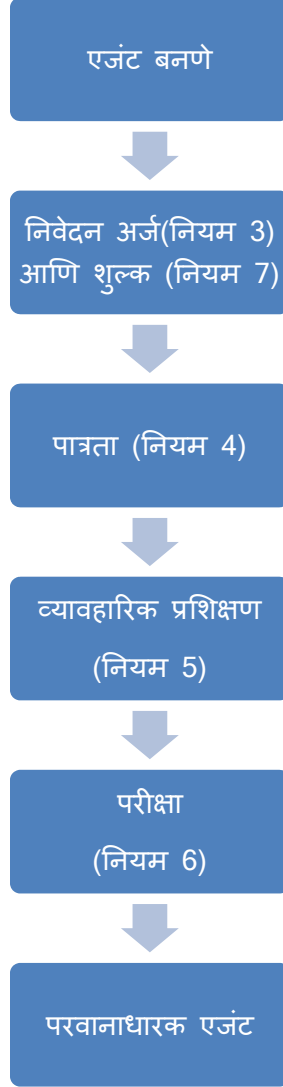 एजंट बनणे
निवेदन अर्ज(नियम 3)
आणि शुल्क (नियम 7)
पात्रता (नियम 4)
व्यावहारिक प्रशिक्षण
(नियम 5)
परीक्षा
(नियम 6)
परवानाधारक एजंट